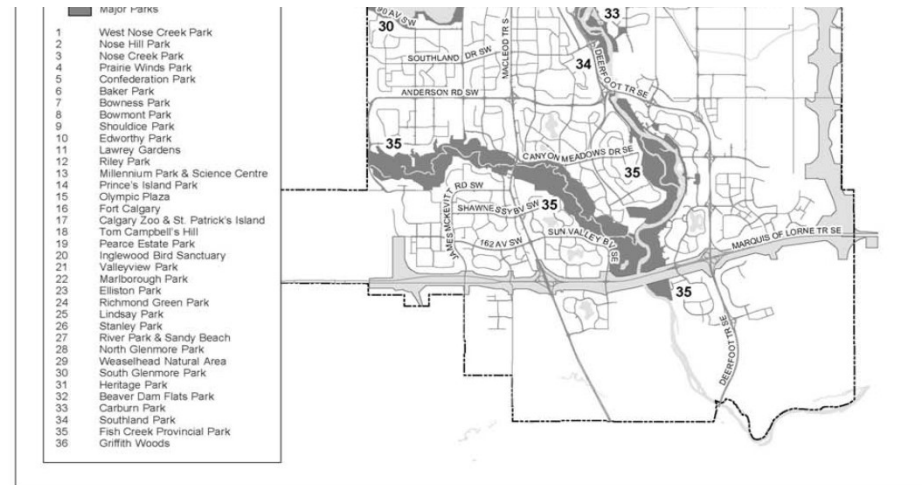 Major Parks
1 West Nose Creek Park
2 Nose Hill Park
3 Nose Creek Park
4 Prairie Winds Park
5 Confederation Park
6 Baker Park
7 Bowness Park
8 Bowmont Park
9 Shouldice Park
10 Edworthy Park
11 Lawrey Gardens
12 Riley Park
13 Millennium Park & Science Centre
14 Prince's Island Park
15 Olympic Plaza
16 Fort Calgary
17 Calgary Zoo & St. Patrick's Island
18 Tom Campbell's Hill
19 Pearce Estate Park
20 Inglewood Bird Sanctuary
21 Valleyview Park
22 Marlborough Park
23 Elliston Park
24 Richmond Green Park
25 Lindsay Park
26 Stanley Park
27 River Park & Sandy Beach
28 North Glenmore Park
29 Weaselhead Natural Area
30 South Glenmore Park
31 Heritage Park
32 Beaver Dam Flats Park
33 Carburn Park
34 Southland Park
35 Fish Creek Provincial Park
36 Griffith Woods
AV SW
30
33
SOUTHLAND DR SW
MACLEOD TR S
34
DEERFOOT TR SE
ANDERSON RD SW
35
CANYON MEADOWS DR SE
35
RD SW
JAMES MCKEVITT
SHAWNESSY BV SW
35
162 AV SW
SUN VALLEY BV SE
MARQUIS OF LORNE TR SE
35
DEERFOOT TR SE